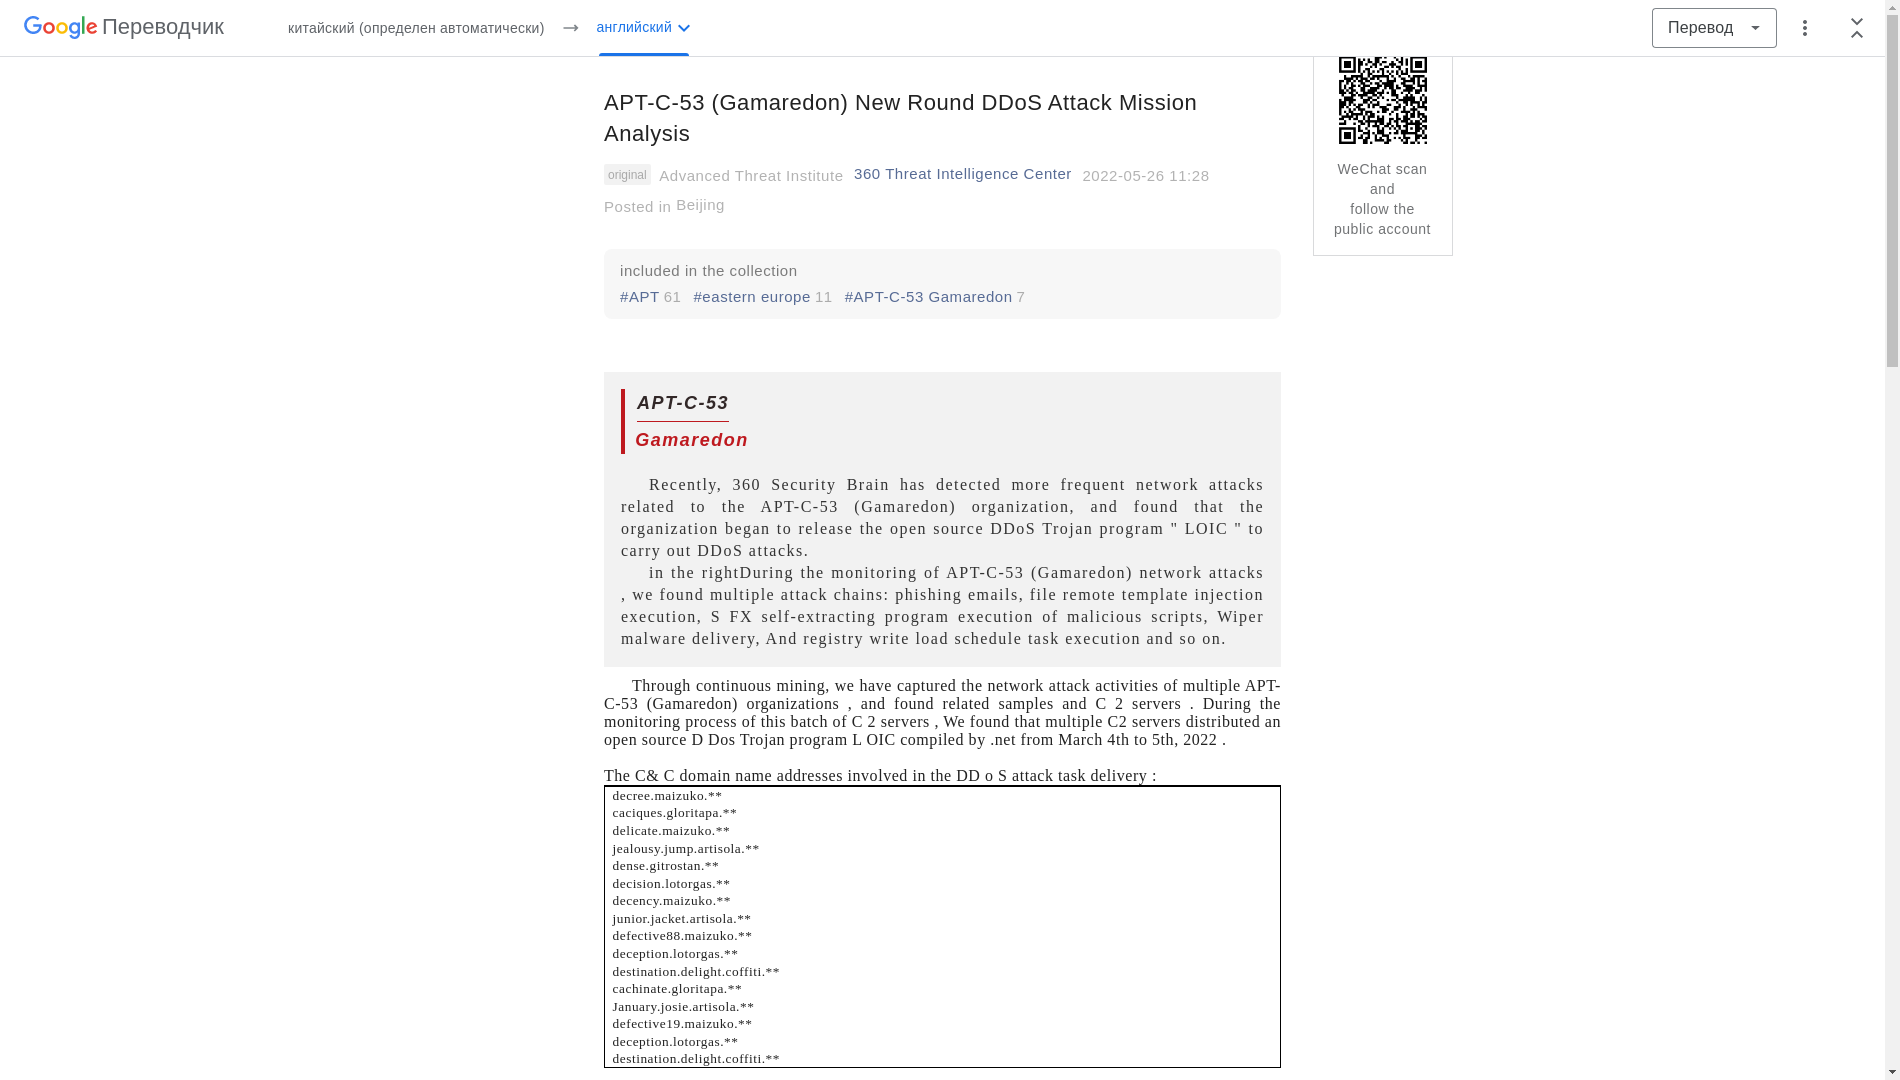 Google Переводчик
китайский (определен автоматически) → английский
Перевод
APT-C-53 (Gamaredon) New Round DDoS Attack Mission
Analysis
original Advanced Threat Institute 360 Threat Intelligence Center 2022-05-26 11:28
Posted in Beijing
WeChat scan
and
follow the
public account
included in the collection
#APT 61 #eastern europe 11 #APT-C-53 Gamaredon 7
APT-C-53
Gamaredon
Recently, 360 Security Brain has detected more frequent network attacks
related to the APT-C-53 (Gamaredon) organization, and found that the
organization began to release the open source DDoS Trojan program " LOIC " to
carry out DDoS attacks.
in the rightDuring the monitoring of APT-C-53 (Gamaredon) network attacks
, we found multiple attack chains: phishing emails, file remote template injection
execution, S FX self-extracting program execution of malicious scripts, Wiper
malware delivery, And registry write load schedule task execution and so on.
Through continuous mining, we have captured the network attack activities of multiple APT-
C-53 (Gamaredon) organizations , and found related samples and C 2 servers . During the
monitoring process of this batch of C 2 servers , We found that multiple C2 servers distributed an
open source D Dos Trojan program L OIC compiled by .net from March 4th to 5th, 2022 .
The C& C domain name addresses involved in the DD o S attack task delivery :
decree.maizuko.**
caciques.gloritapa.**
delicate.maizuko.**
jealousy.jump.artisola.**
dense.gitrostan.**
decision.lotorgas.**
decency.maizuko.**
junior.jacket.artisola.**
defective88.maizuko.**
deception.lotorgas.**
destination.delight.coffiti.**
cachinate.gloritapa.**
January.josie.artisola.**
defective19.maizuko.**
deception.lotorgas.**
destination.delight.coffiti.**